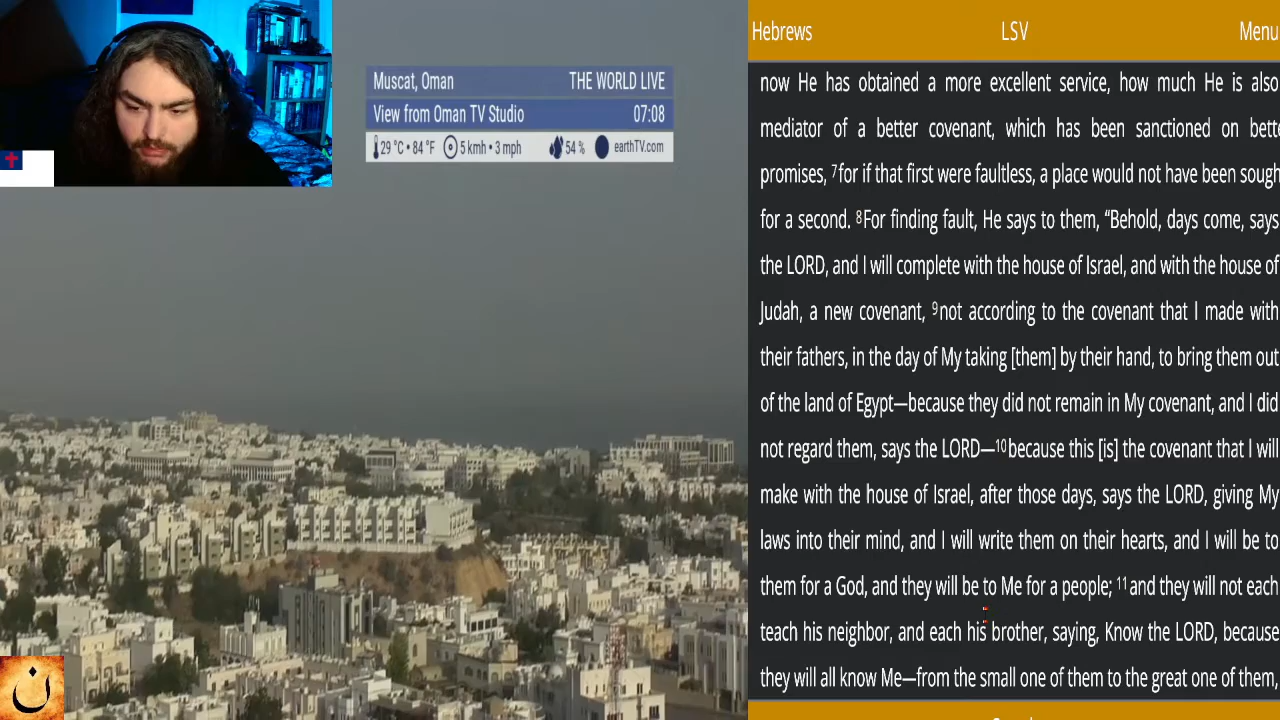 Muscat, Oman THE WORLD LIVE
View from Oman TV Studio 07:08
29 °C • 84 °F 5 kmh • 3 mph 54 % earthTV.com
ن
Hebrews LSV Menu
now He has obtained a more excellent service, how much He is also
mediator of a better covenant, which has been sanctioned on bette
promises, 7for if that first were faultless, a place would not have been sough
for a second. 8For finding fault, He says to them, “Behold, days come, says
the LORD, and I will complete with the house of Israel, and with the house of
Judah, a new covenant, 9not according to the covenant that I made with
their fathers, in the day of My taking [them] by their hand, to bring them out
of the land of Egypt—because they did not remain in My covenant, and I did
not regard them, says the LORD—10because this [is] the covenant that I will
make with the house of Israel, after those days, says the LORD, giving My
laws into their mind, and I will write them on their hearts, and I will be to
them for a God, and they will be to Me for a people; 11and they will not each
teach his neighbor, and each his brother, saying, Know the LORD, because
they will all know Me—from the small one of them to the great one of them,